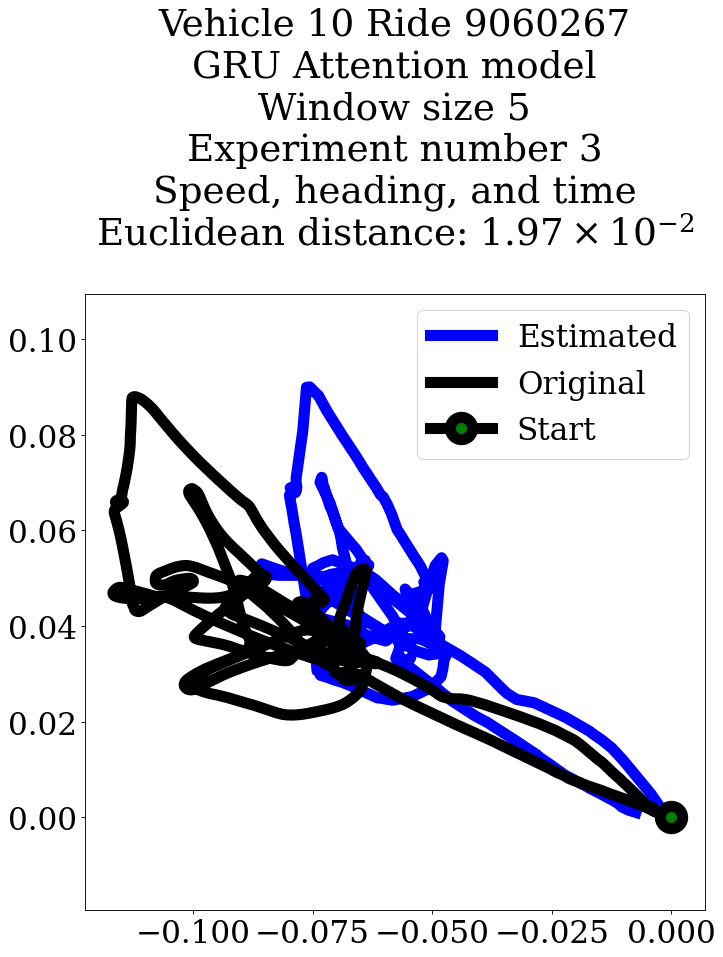 Vehicle 10 Ride 9060267
GRU Attention model
Window size 5
Experiment number 3
Speed, heading, and time
Euclidean distance: 1.97 × 10⁻²
Estimated
Original
Start
0.10
0.08
0.06
0.04
0.02
0.00
−0.100 −0.075 −0.050 −0.025 0.000